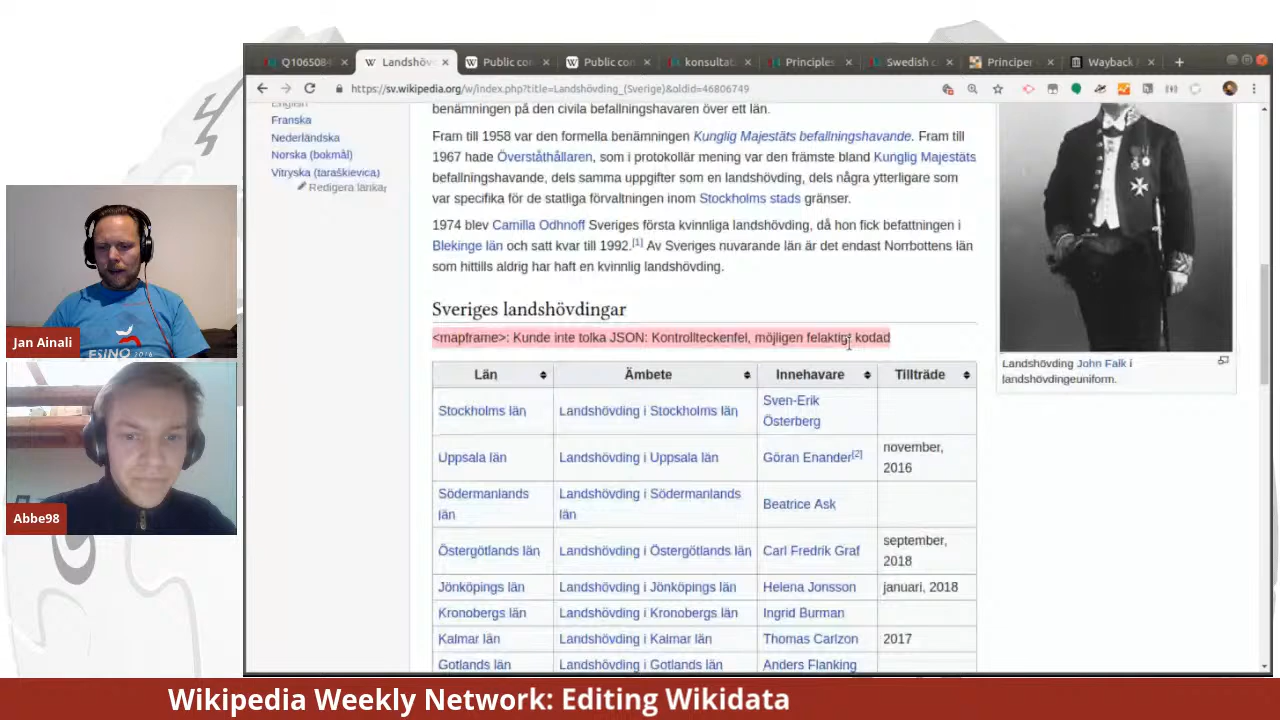 Q1065084
Landshöv
Public con
Public con
konsultat
Principles
Swedish c
Principer
Wayback
https://sv.wikipedia.org/w/index.php?title=Landshövding_(Sverige)&oldid=46806749
English
Franska
Nederländska
Norska (bokmål)
Vitryska (taraškievica)
Redigera länkar
benämningen på den civila befallningshavaren över ett län.
Fram till 1958 var den formella benämningen Kunglig Majestäts befallningshavande. Fram till
1967 hade Överståthållaren, som i protokollär mening var den främste bland Kunglig Majestäts
befallningshavande, dels samma uppgifter som en landshövding, dels några ytterligare som
var specifika för de statliga förvaltningen inom Stockholms stads gränser.
1974 blev Camilla Odhnoff Sveriges första kvinnliga landshövding, då hon fick befattningen i
Blekinge län och satt kvar till 1992.[1] Av Sveriges nuvarande län är det endast Norrbottens län
som hittills aldrig har haft en kvinnlig landshövding.
Sveriges landshövdingar
<mapframe>: Kunde inte tolka JSON: Kontrollteckenfel, möjligen felaktigt kodad
Landshövding John Falk i
landshövdingeuniform.
Län Ämbete Innehavare Tillträde
Stockholms län Landshövding i Stockholms län Sven-Erik
Österberg
Uppsala län Landshövding i Uppsala län Göran Enander[2] november,
2016
Södermanlands
län Landshövding i Södermanlands
län Beatrice Ask
Östergötlands län Landshövding i Östergötlands län Carl Fredrik Graf september,
2018
Jönköpings län Landshövding i Jönköpings län Helena Jonsson januari, 2018
Kronobergs län Landshövding i Kronobergs län Ingrid Burman
Kalmar län Landshövding i Kalmar län Thomas Carlzon 2017
Gotlands län Landshövding i Gotlands län Anders Flanking
Jan Ainali
ESINO 2016
Abbe98
Wikipedia Weekly Network: Editing Wikidata